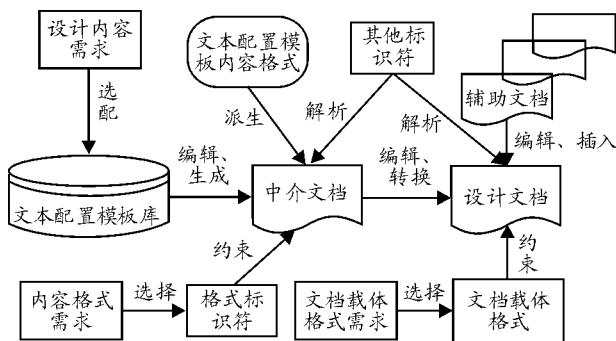 设计内容
需求
文本配置模
板内容格式
其他标
识符
辅助文档
选
配
派生
解析
解析
编辑、插入
文本配置模板库
编辑、
生成
中介文档
编辑、
转换
设计文档
约束
约
束
内容格式
需求
选择
格式标
识符
文档载体
格式需求
选择
文档载体
格式